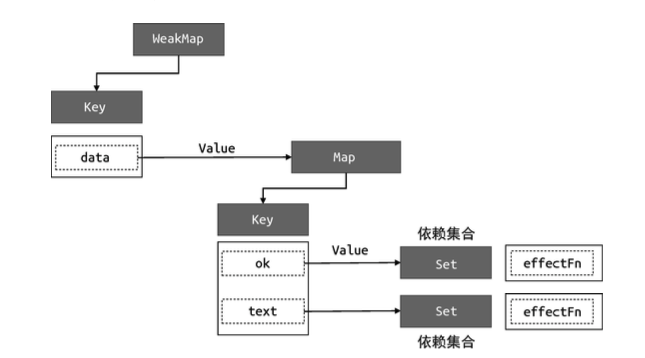 WeakMap
Key
data
Value
Map
Key
依赖集合
ok
Value
Set
effectFn
text
Set
effectFn
依赖集合